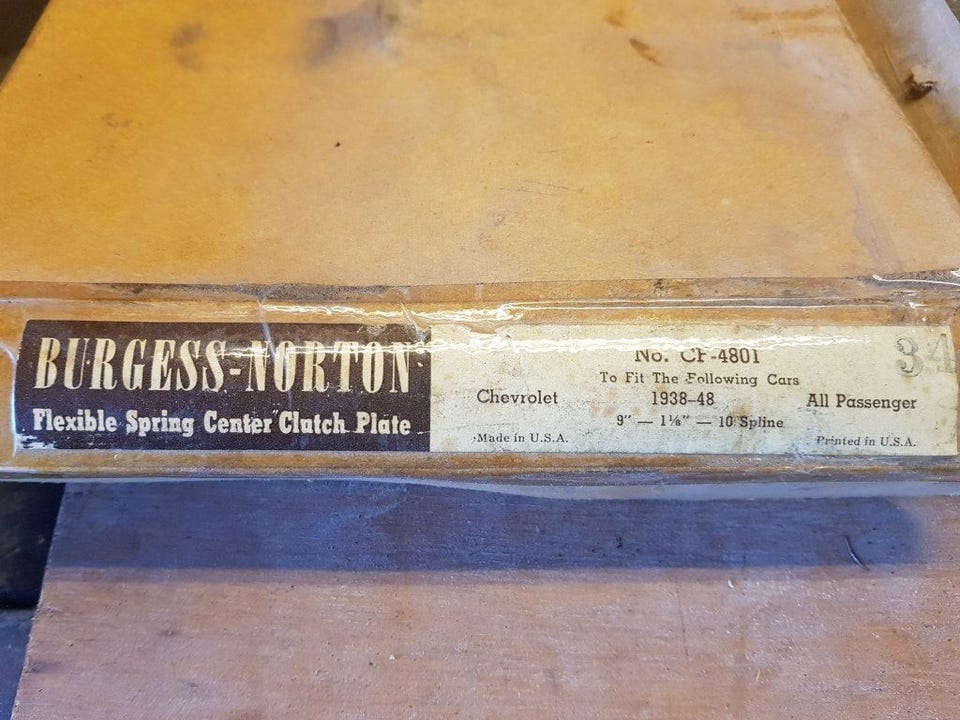 BURGESS-NORTON
Flexible Spring Center Clutch Plate
No. CF-4801
To Fit The Following Cars
Chevrolet 1938-48 All Passenger
9" — 1⅛" — 10 Spline
Made in U.S.A. Printed in U.S.A.
34